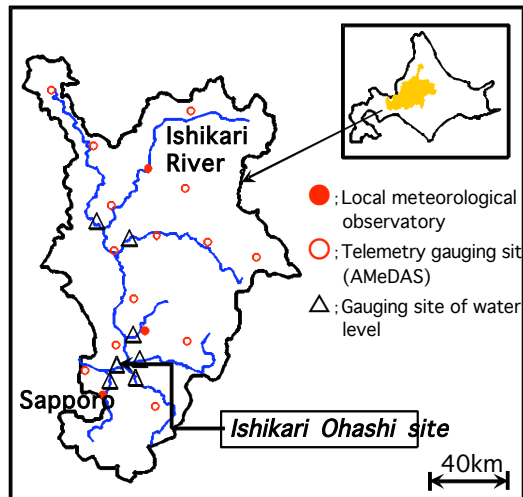 Ishikari
River
: Local meteorological
observatory
: Telemetry gauging sit
(AMeDAS)
: Gauging site of water
level
Sapporo
Ishikari Ohashi site
40km